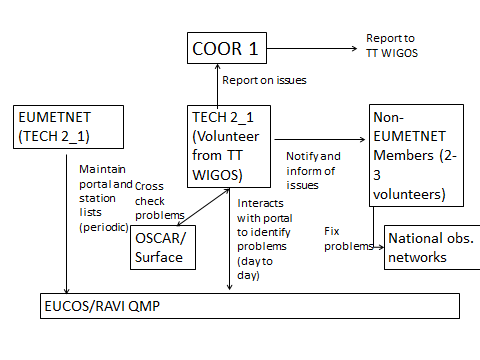 COOR 1
Report to
TT WIGOS
Report on issues
EUMETNET
(TECH 2_1)
TECH 2_1
(Volunteer
from TT
WIGOS)
Non-
EUMETNET
Members (2-
3
volunteers)
Maintain
portal and
station
lists
(periodic)
Cross
check
problems
Notify and
inform of
issues
Interacts
with portal
to identify
problems
(day to
day)
Fix
problems
OSCAR/
Surface
National obs.
networks
EUCOS/RAVI QMP